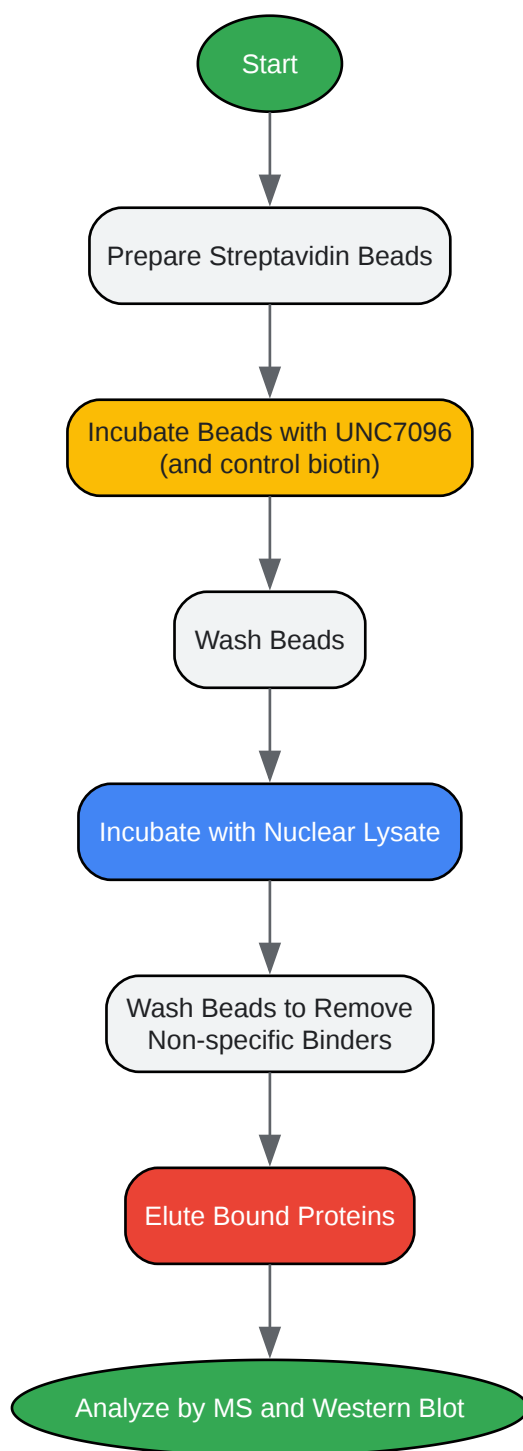 Start
Prepare Streptavidin Beads
Incubate Beads with UNC7096
(and control biotin)
Wash Beads
Incubate with Nuclear Lysate
Wash Beads to Remove
Non-specific Binders
Elute Bound Proteins
Analyze by MS and Western Blot